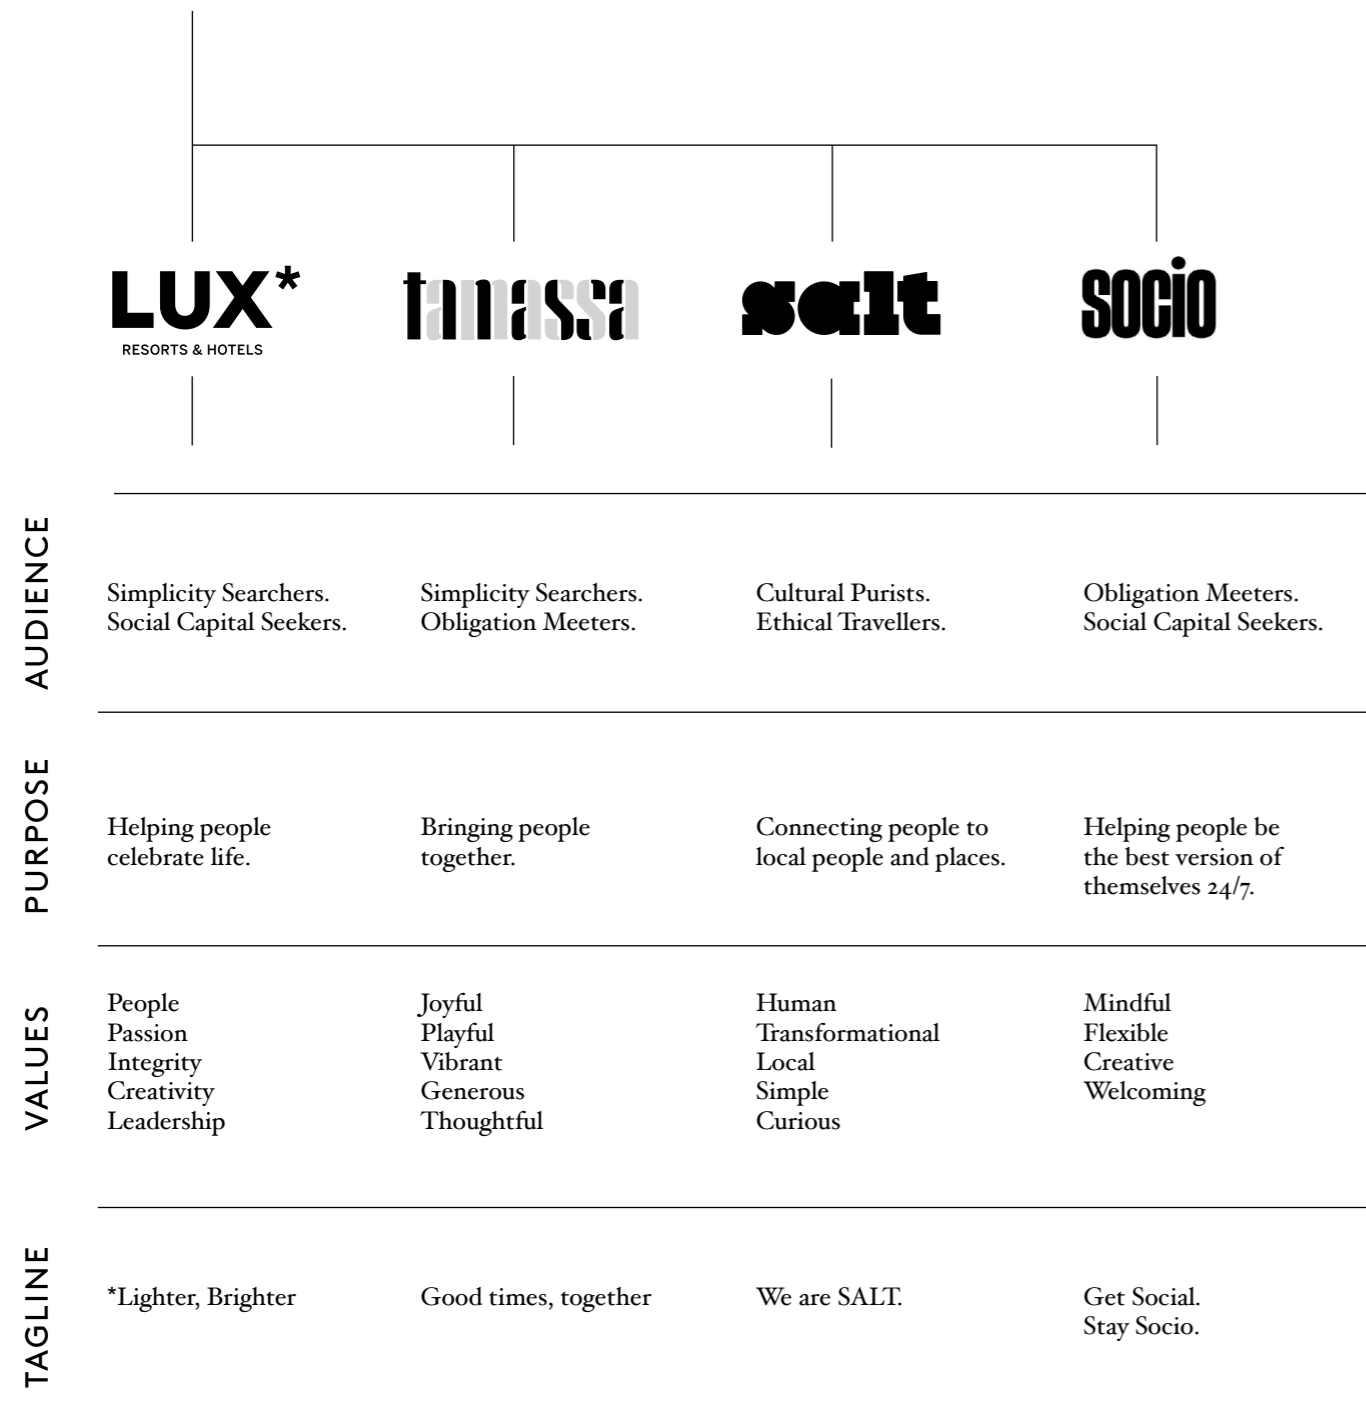 LUX*
RESORTS & HOTELS
tamassa
salt
socio
AUDIENCE
Simplicity Searchers.
Social Capital Seekers.
Simplicity Searchers.
Obligation Meeters.
Cultural Purists.
Ethical Travellers.
Obligation Meeters.
Social Capital Seekers.
PURPOSE
Helping people
celebrate life.
Bringing people
together.
Connecting people to
local people and places.
Helping people be
the best version of
themselves 24/7.
VALUES
People
Passion
Integrity
Creativity
Leadership
Joyful
Playful
Vibrant
Generous
Thoughtful
Human
Transformational
Local
Simple
Curious
Mindful
Flexible
Creative
Welcoming
TAGLINE
*Lighter, Brighter
Good times, together
We are SALT.
Get Social.
Stay Socio.